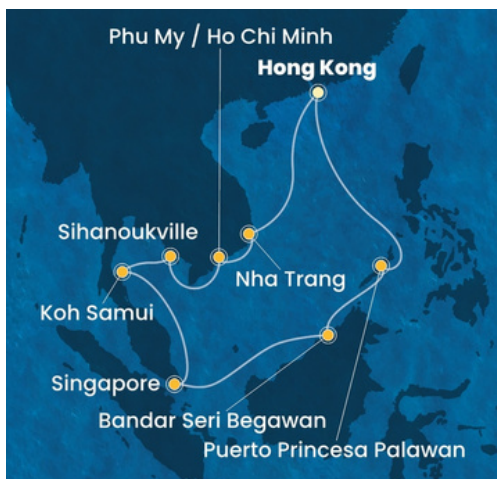 Phu My / Ho Chi Minh
Hong Kong
Sihanoukville
Nha Trang
Koh Samui
Singapore
Bandar Seri Begawan
Puerto Princesa Palawan